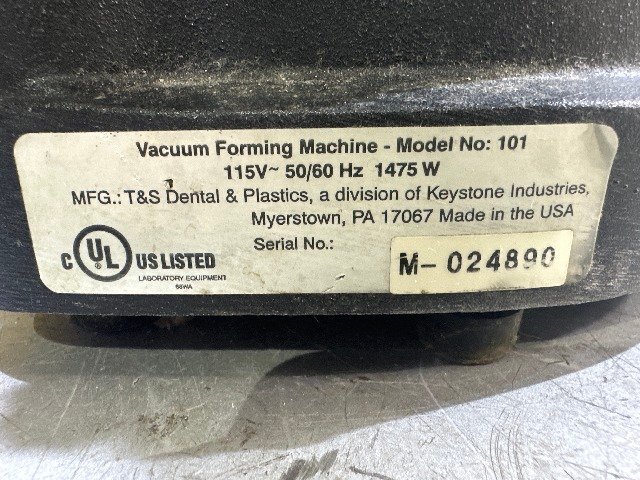 Vacuum Forming Machine - Model No: 101
115V~ 50/60 Hz 1475 W
MFG.: T&S Dental & Plastics, a division of Keystone Industries,
Myerstown, PA 17067 Made in the USA
Serial No.: M-024890
C UL US LISTED
LABORATORY EQUIPMENT
58WA